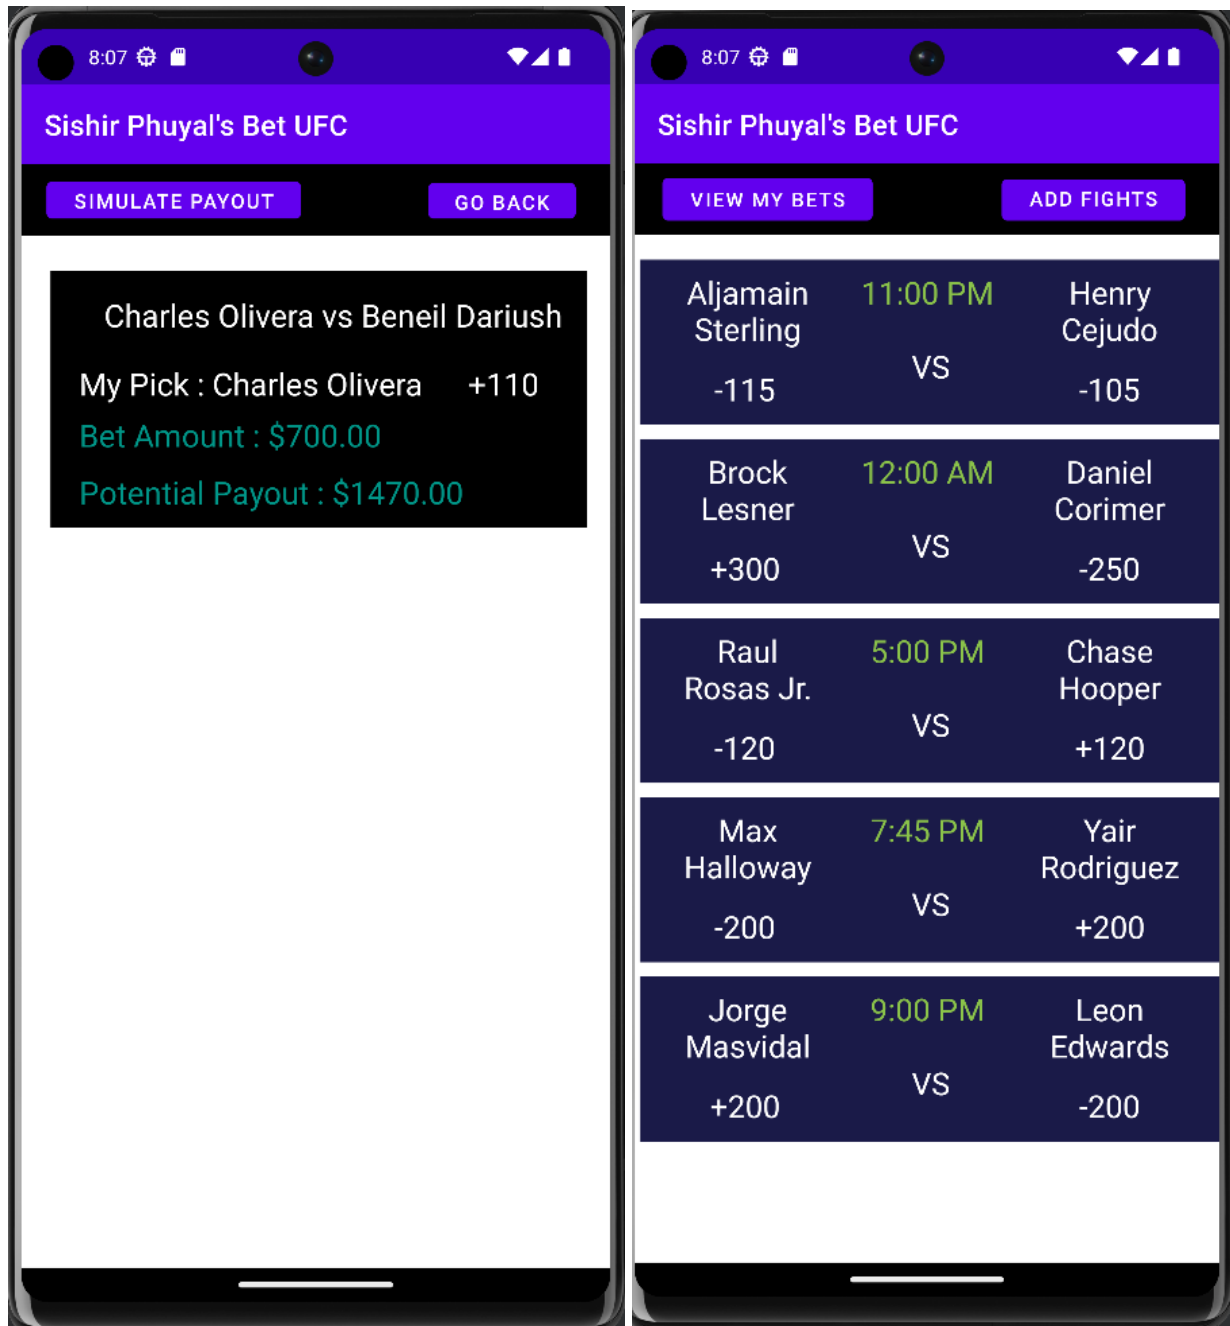 8:07
Sishir Phuyal's Bet UFC
SIMULATE PAYOUT GO BACK
Charles Olivera vs Beneil Dariush
My Pick : Charles Olivera +110
Bet Amount : $700.00
Potential Payout : $1470.00
8:07
Sishir Phuyal's Bet UFC
VIEW MY BETS ADD FIGHTS
Aljamain 11:00 PM Henry
Sterling Cejudo
VS
-115 -105
Brock 12:00 AM Daniel
Lesner Corimer
VS
+300 -250
Raul 5:00 PM Chase
Rosas Jr. Hooper
VS
-120 +120
Max 7:45 PM Yair
Halloway Rodriguez
VS
-200 +200
Jorge 9:00 PM Leon
Masvidal Edwards
VS
+200 -200